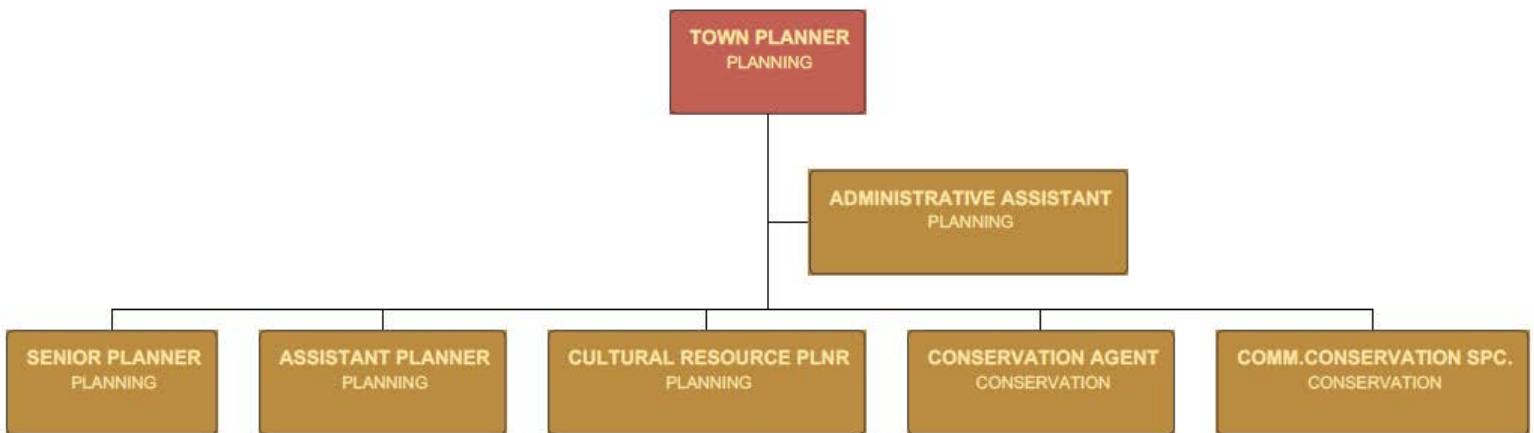 TOWN PLANNER
PLANNING
ADMINISTRATIVE ASSISTANT
PLANNING
SENIOR PLANNER
PLANNING
ASSISTANT PLANNER
PLANNING
CULTURAL RESOURCE PLNR
PLANNING
CONSERVATION AGENT
CONSERVATION
COMM.CONSERVATION SPC.
CONSERVATION